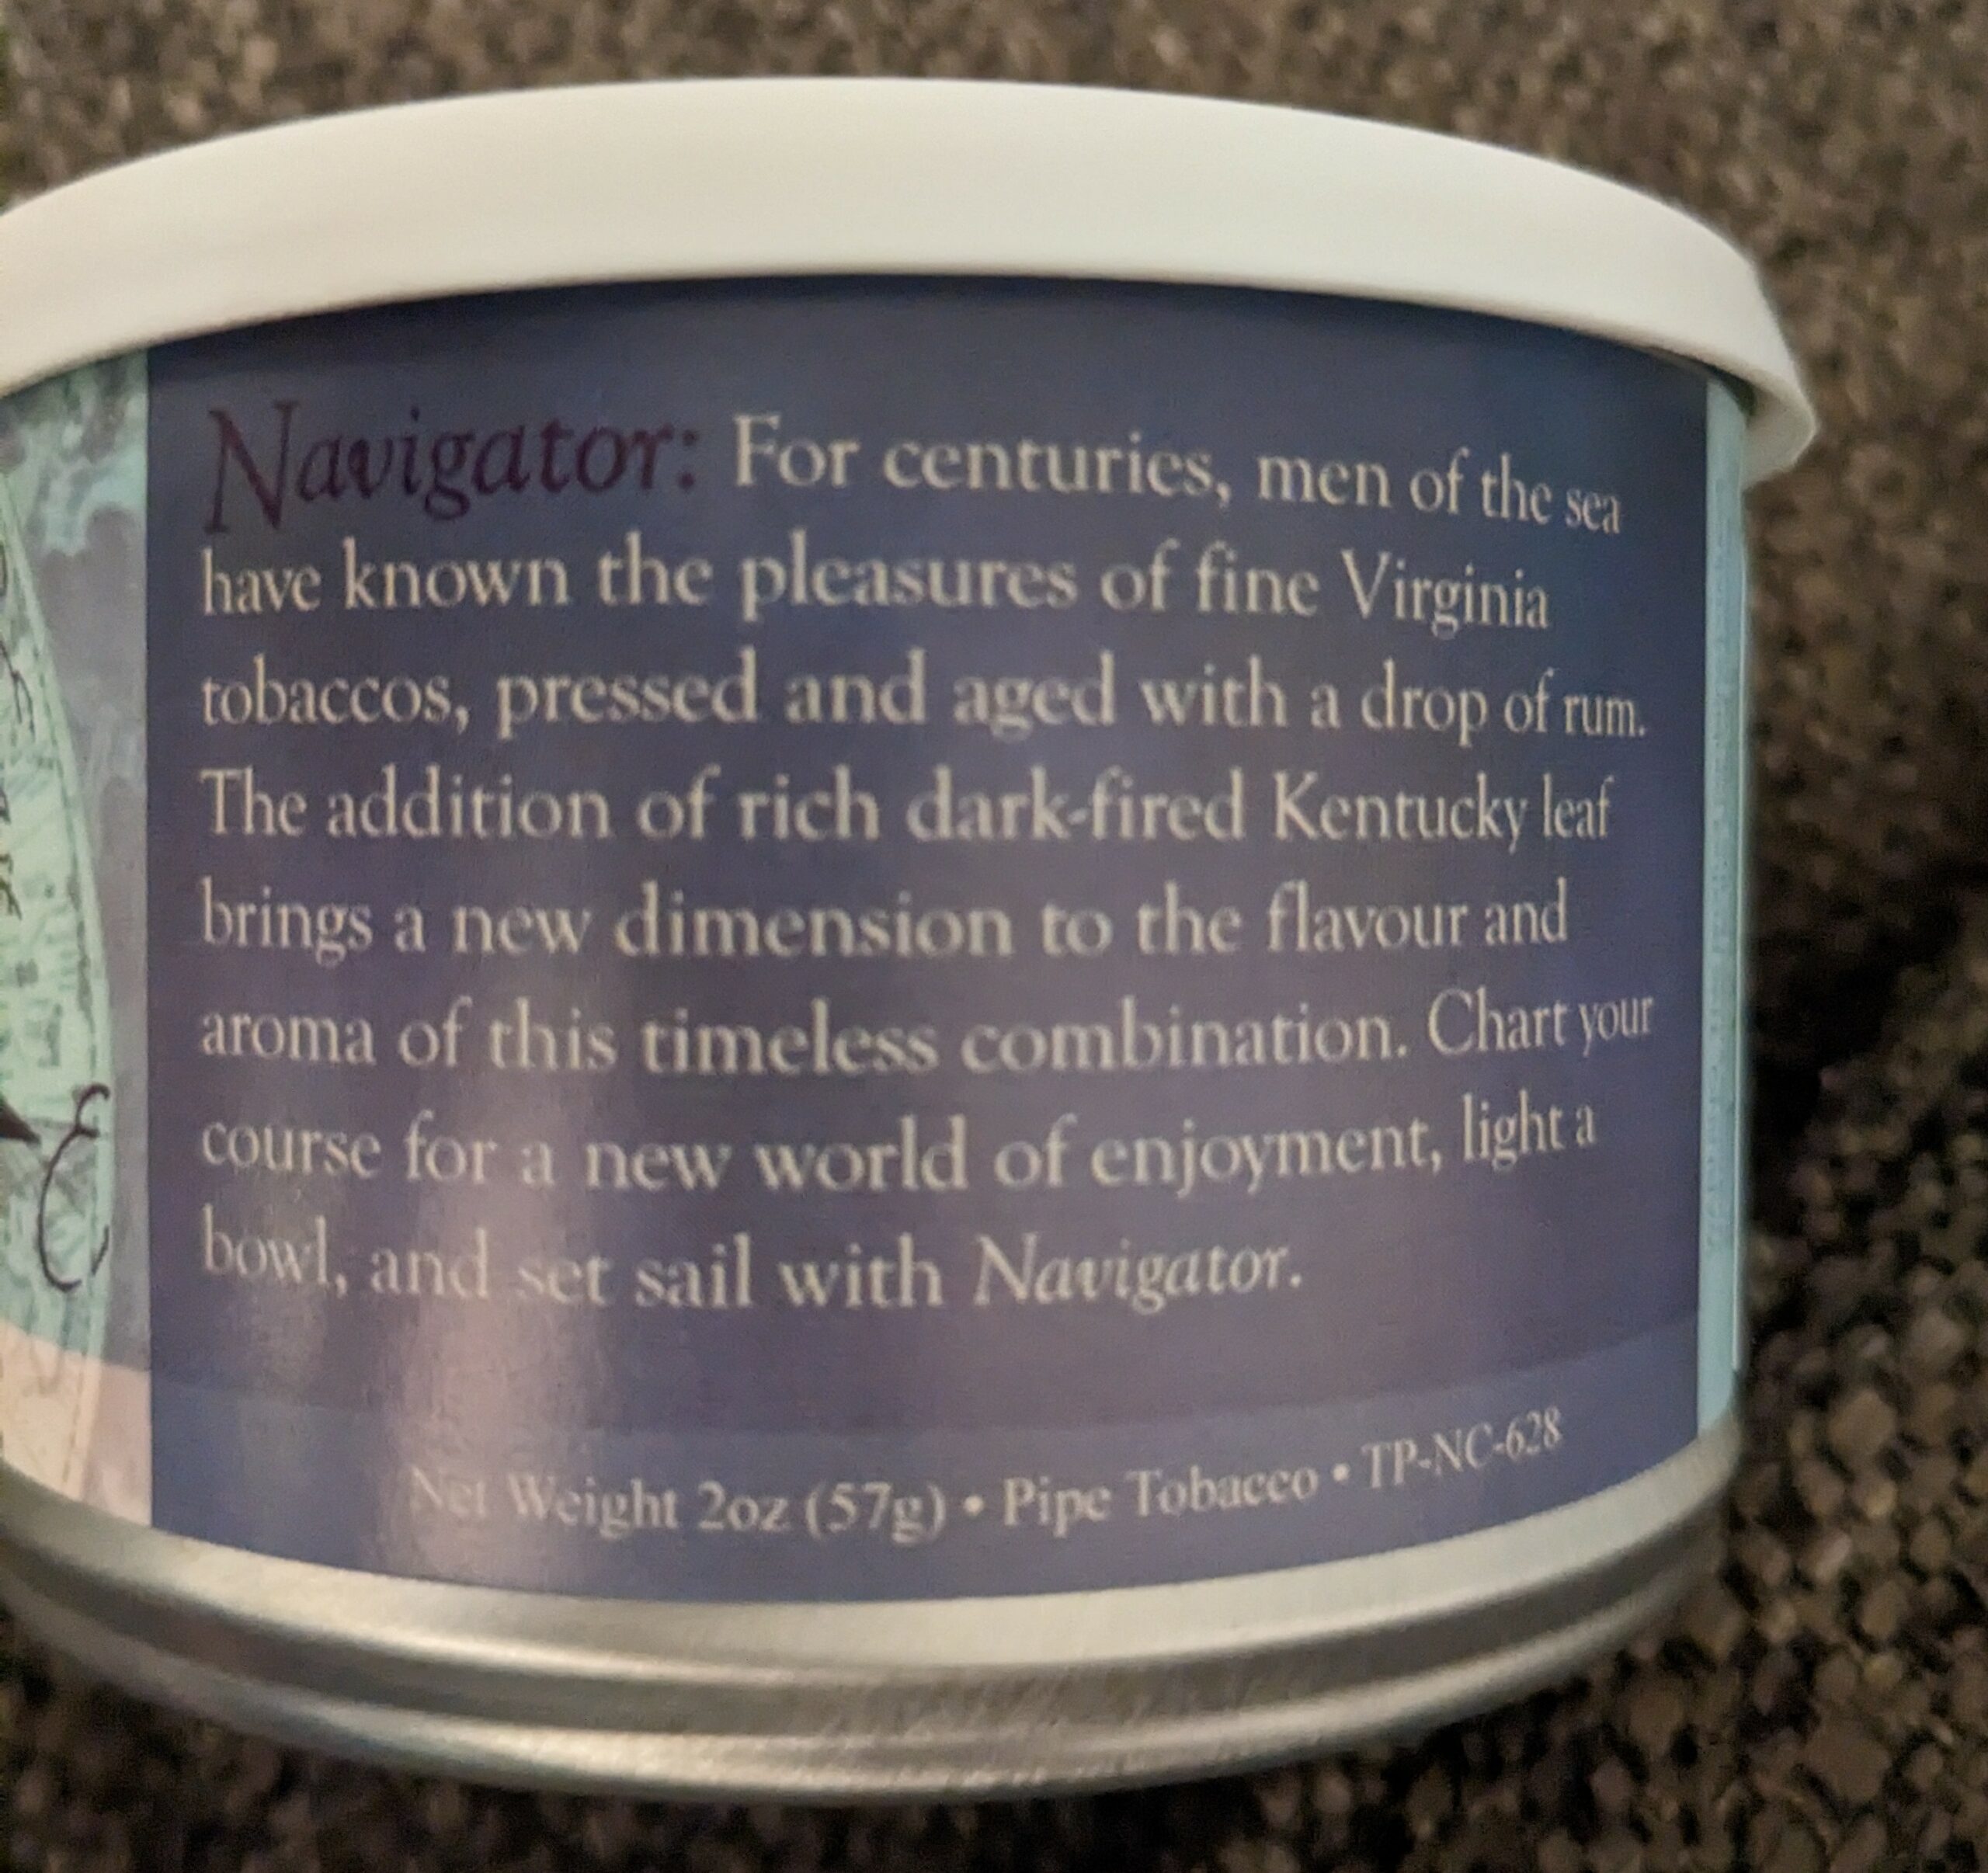 Navigator: For centuries, men of the sea
have known the pleasures of fine Virginia
tobaccos, pressed and aged with a drop of rum.
The addition of rich dark-fired Kentucky leaf
brings a new dimension to the flavour and
aroma of this timeless combination. Chart your
course for a new world of enjoyment, light a
bowl, and set sail with Navigator.
Net Weight 2oz (57g) • Pipe Tobacco • TP-NC-628
E